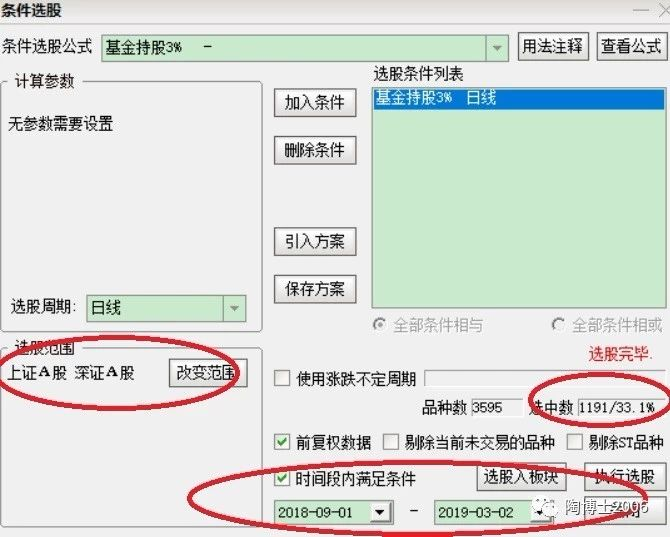 条件选股
条件选股公式 基金持股3% - 用法注释 查看公式
计算参数
无参数需要设置
加入条件
删除条件
引入方案
保存方案
选股条件列表
基金持股3% 日线
选股周期: 日线
全部条件相与 全部条件相或
选股范围
上证A股 深证A股 改变范围
选股完毕.
使用涨跌不定周期
品种数 3595 选中数 1191/33.1%
前复权数据 剔除当前未交易的品种 剔除ST品种
时间段内满足条件 选股入板块 执行选股
2018-09-01 - 2019-03-02
陶博士2006